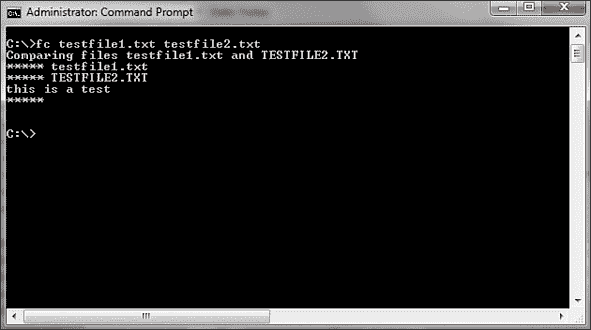 Administrator: Command Prompt
C:\>fc testfile1.txt testfile2.txt
Comparing files testfile1.txt and TESTFILE2.TXT
***** testfile1.txt
***** TESTFILE2.TXT
this is a test
*****
C:\>